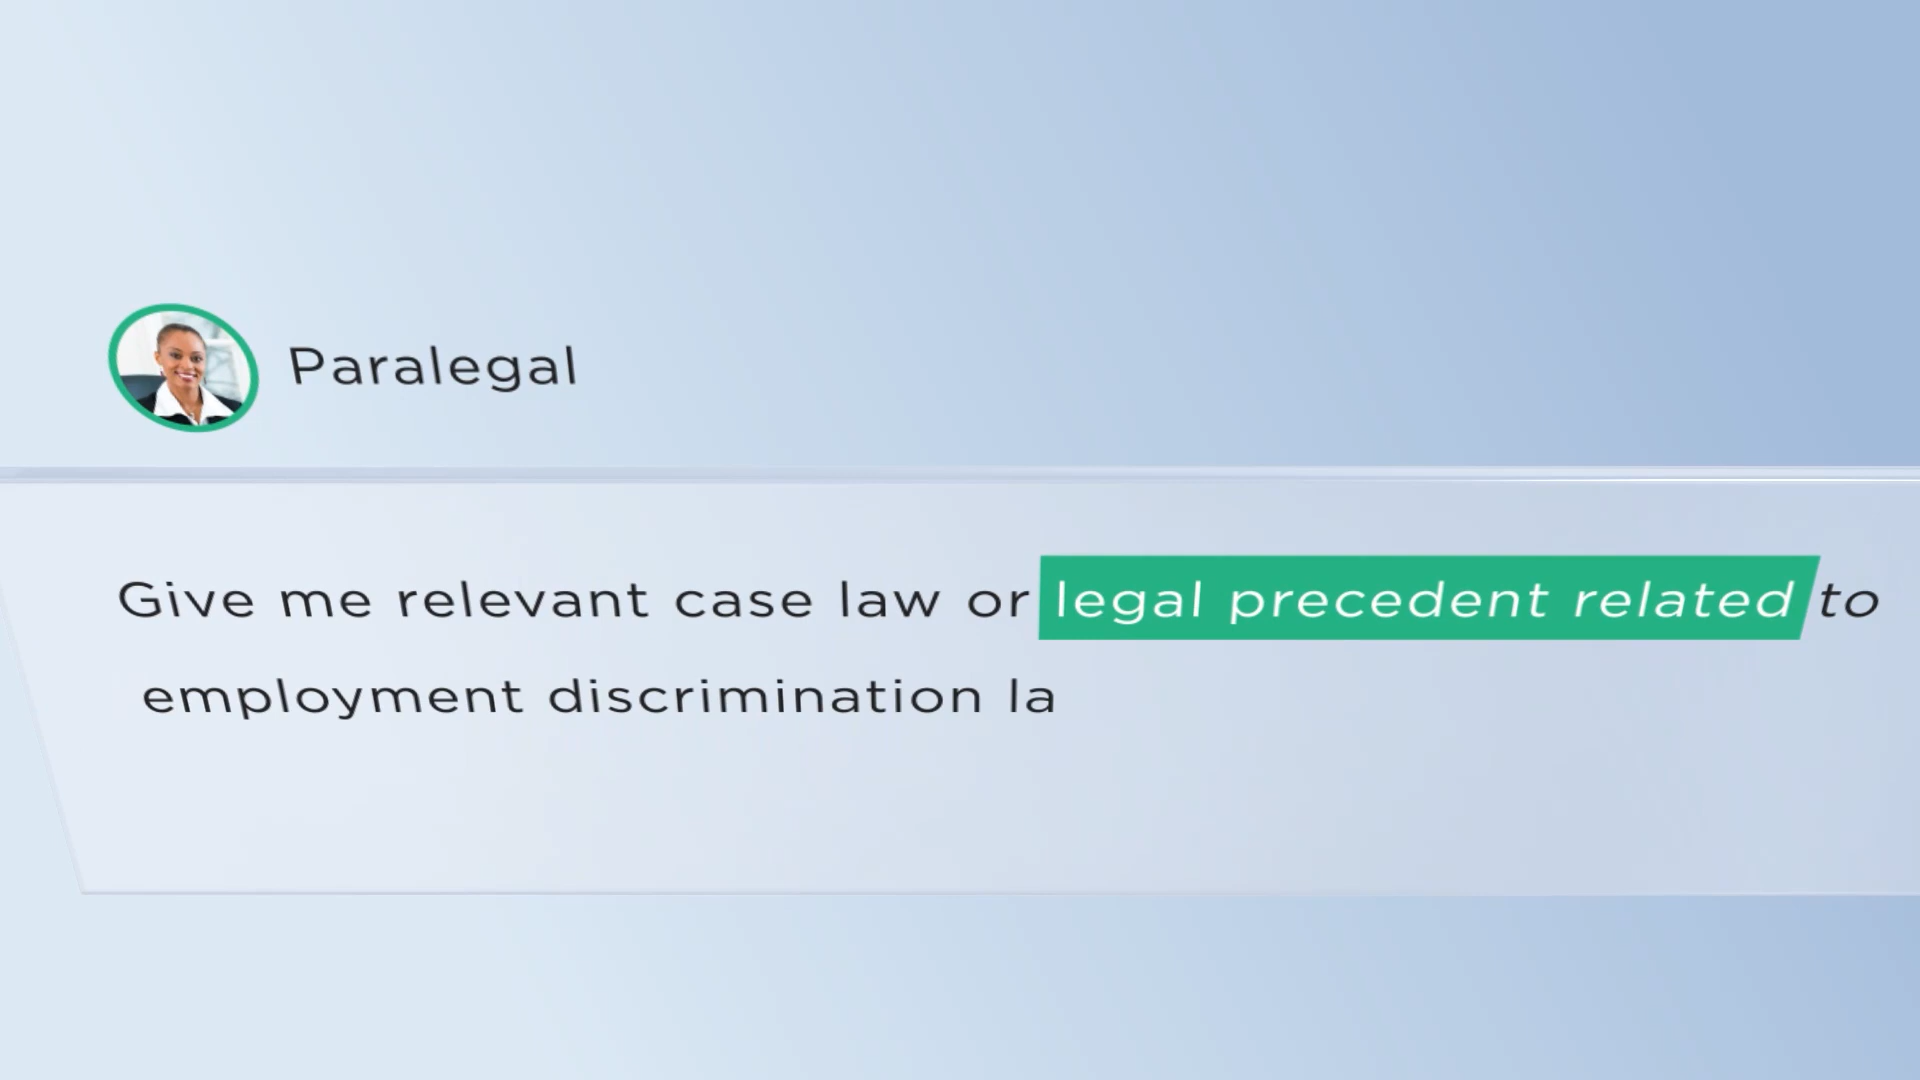 Paralegal
Give me relevant case law or legal precedent related to
employment discrimination la